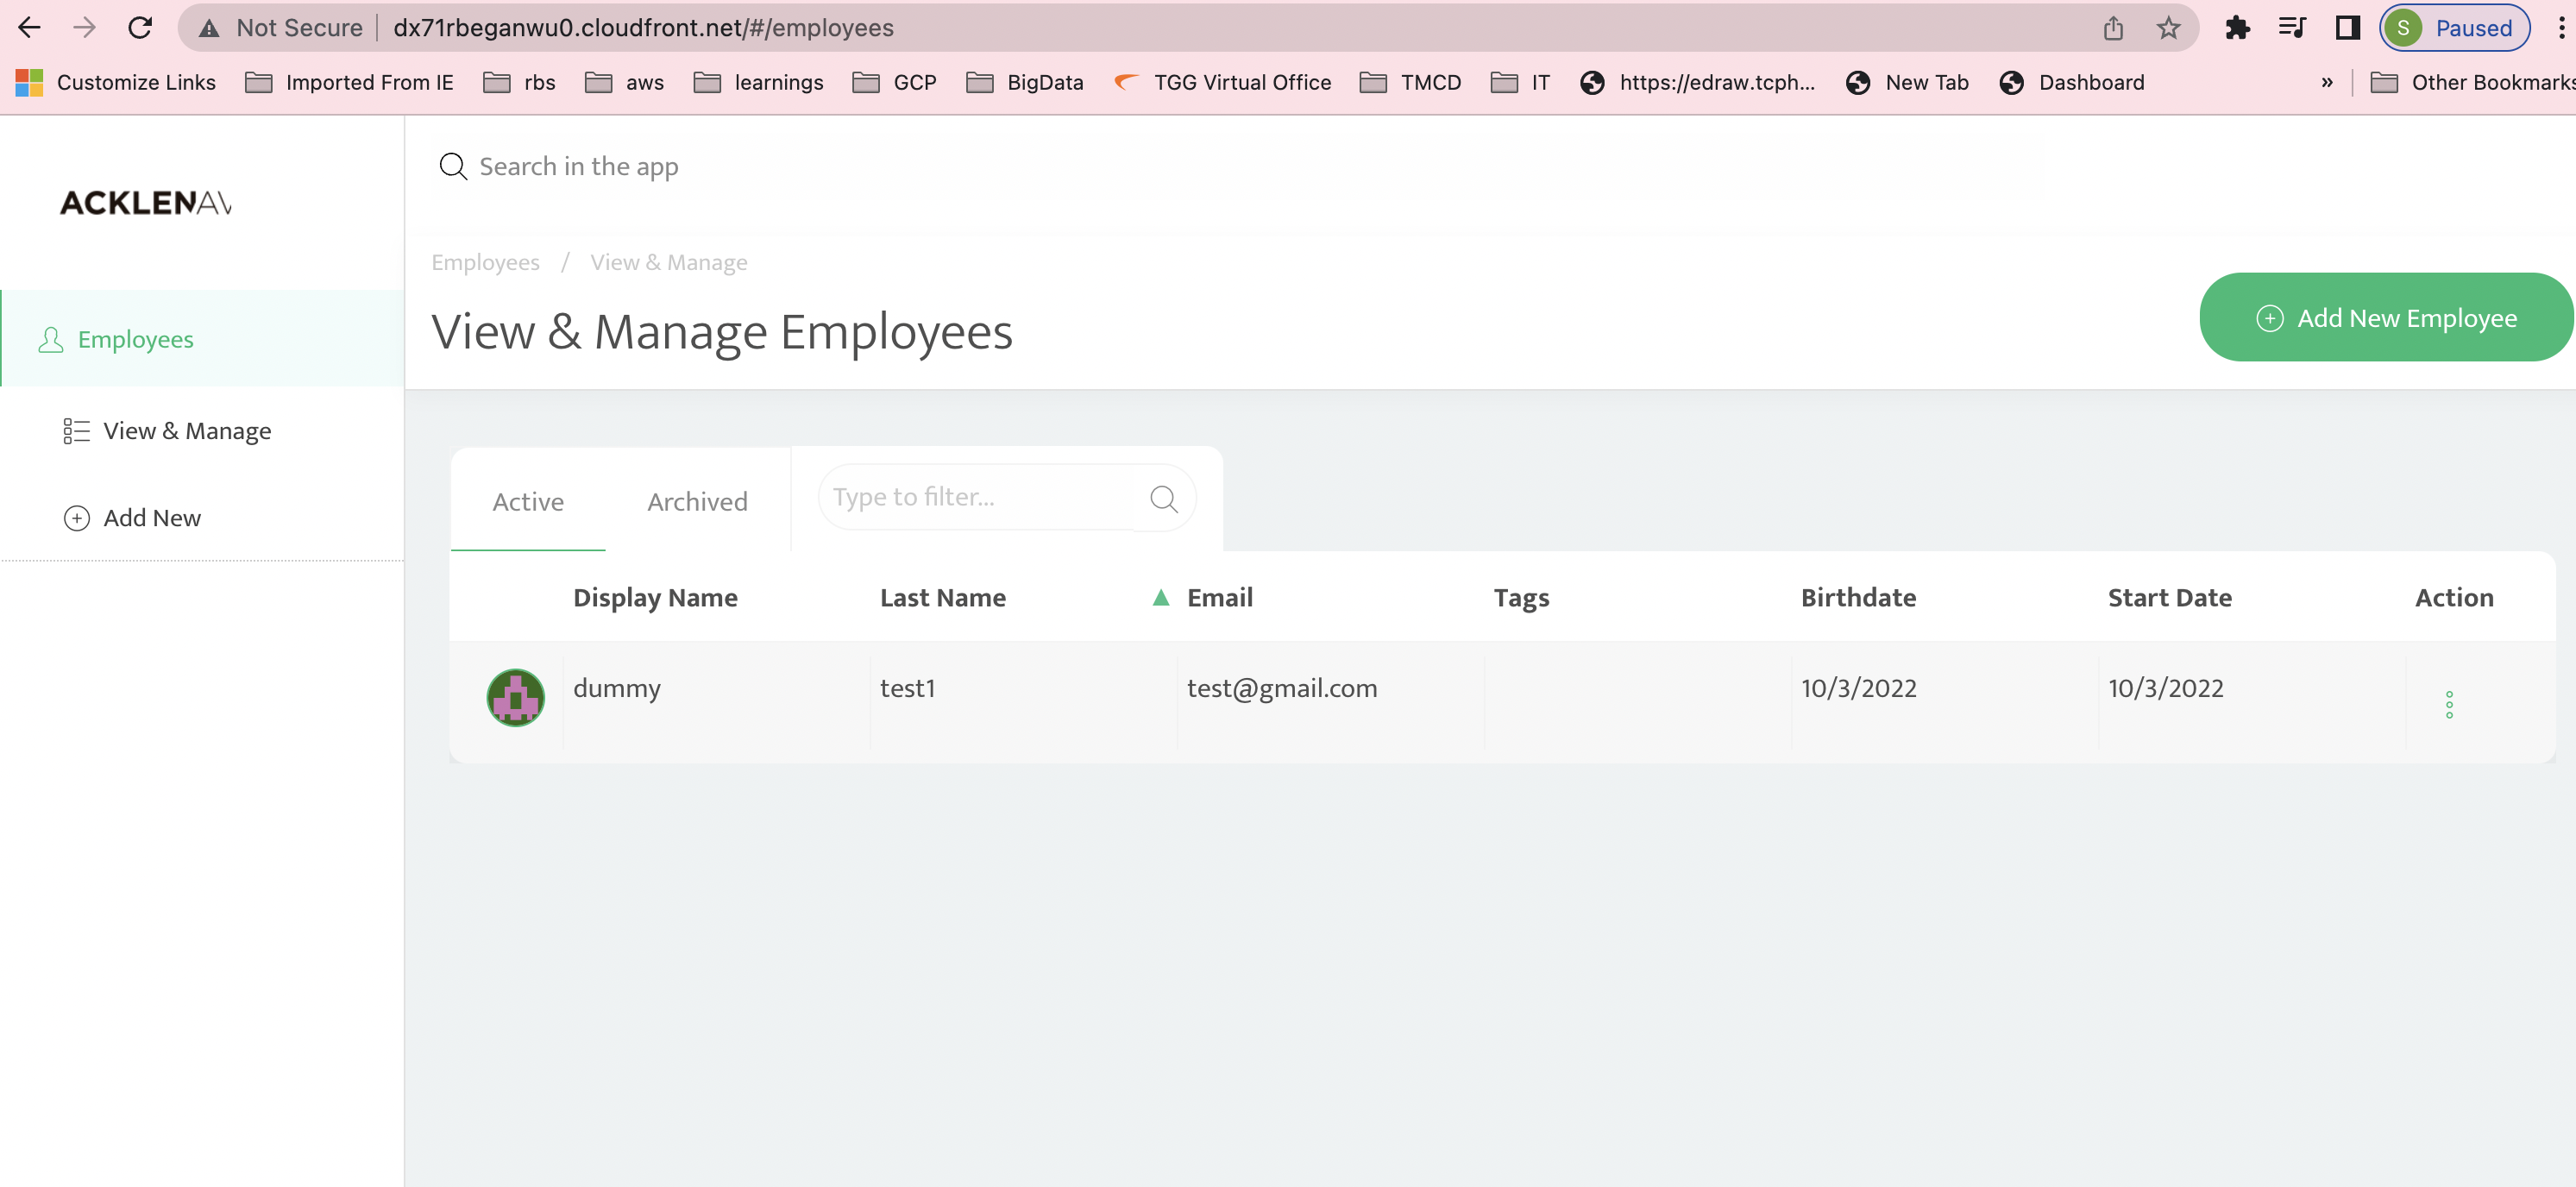 Not Secure dx71rbeganwu0.cloudfront.net/#/employees S Paused
Customize Links Imported From IE rbs aws learnings GCP BigData TGG Virtual Office TMCD IT https://edraw.tcph... New Tab Dashboard » Other Bookmarks
Search in the app
ACKLENAV
Employees / View & Manage
View & Manage Employees
Add New Employee
Employees
View & Manage
Add New
Active Archived Type to filter...
Display Name Last Name Email Tags Birthdate Start Date Action
dummy test1 test@gmail.com 10/3/2022 10/3/2022